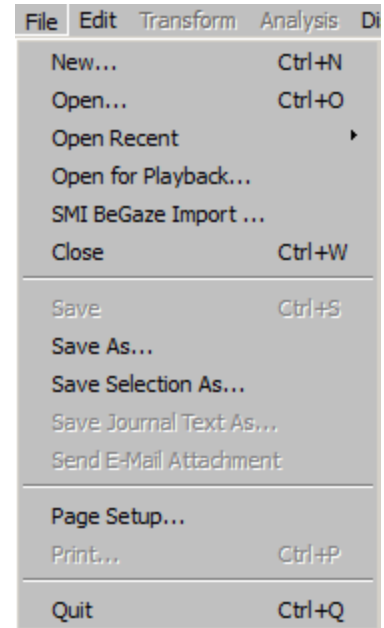 File Edit Transform Analysis Di
New... Ctrl+N
Open... Ctrl+O
Open Recent
Open for Playback...
SMI BeGaze Import ...
Close Ctrl+W
Save Ctrl+S
Save As...
Save Selection As...
Save Journal Text As...
Send E-Mail Attachment
Page Setup...
Print... Ctrl+P
Quit Ctrl+Q